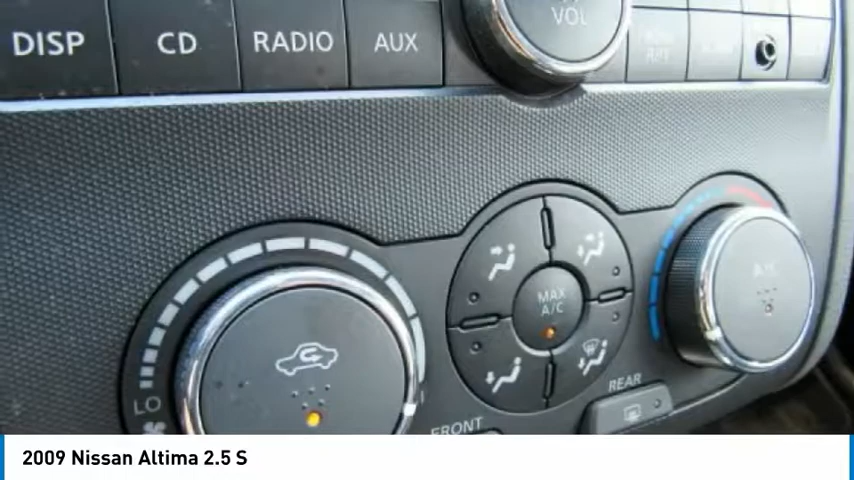 DISP CD RADIO AUX VOL
MAX
A/C
A/C
LO
REAR
FRONT
2009 Nissan Altima 2.5 S